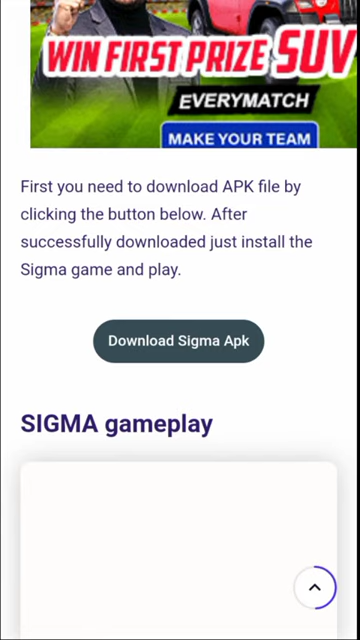 WIN FIRST PRIZE SUV
EVERYMATCH
MAKE YOUR TEAM
First you need to download APK file by
clicking the button below. After
successfully downloaded just install the
Sigma game and play.
Download Sigma Apk
SIGMA gameplay